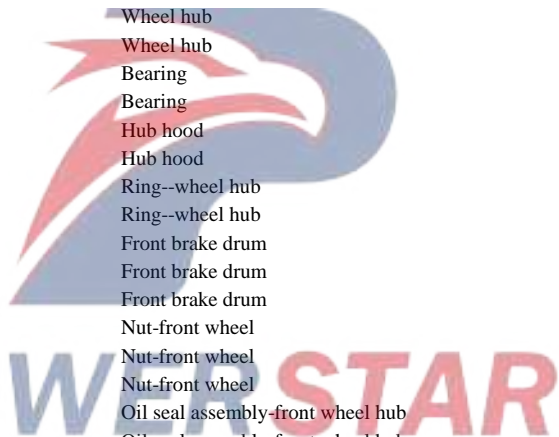 Wheel hub
Wheel hub
Bearing
Bearing
Hub hood
Hub hood
Ring--wheel hub
Ring--wheel hub
Front brake drum
Front brake drum
Front brake drum
Nut-front wheel
Nut-front wheel
Nut-front wheel
Oil seal assembly-front wheel hub
WERSTAR